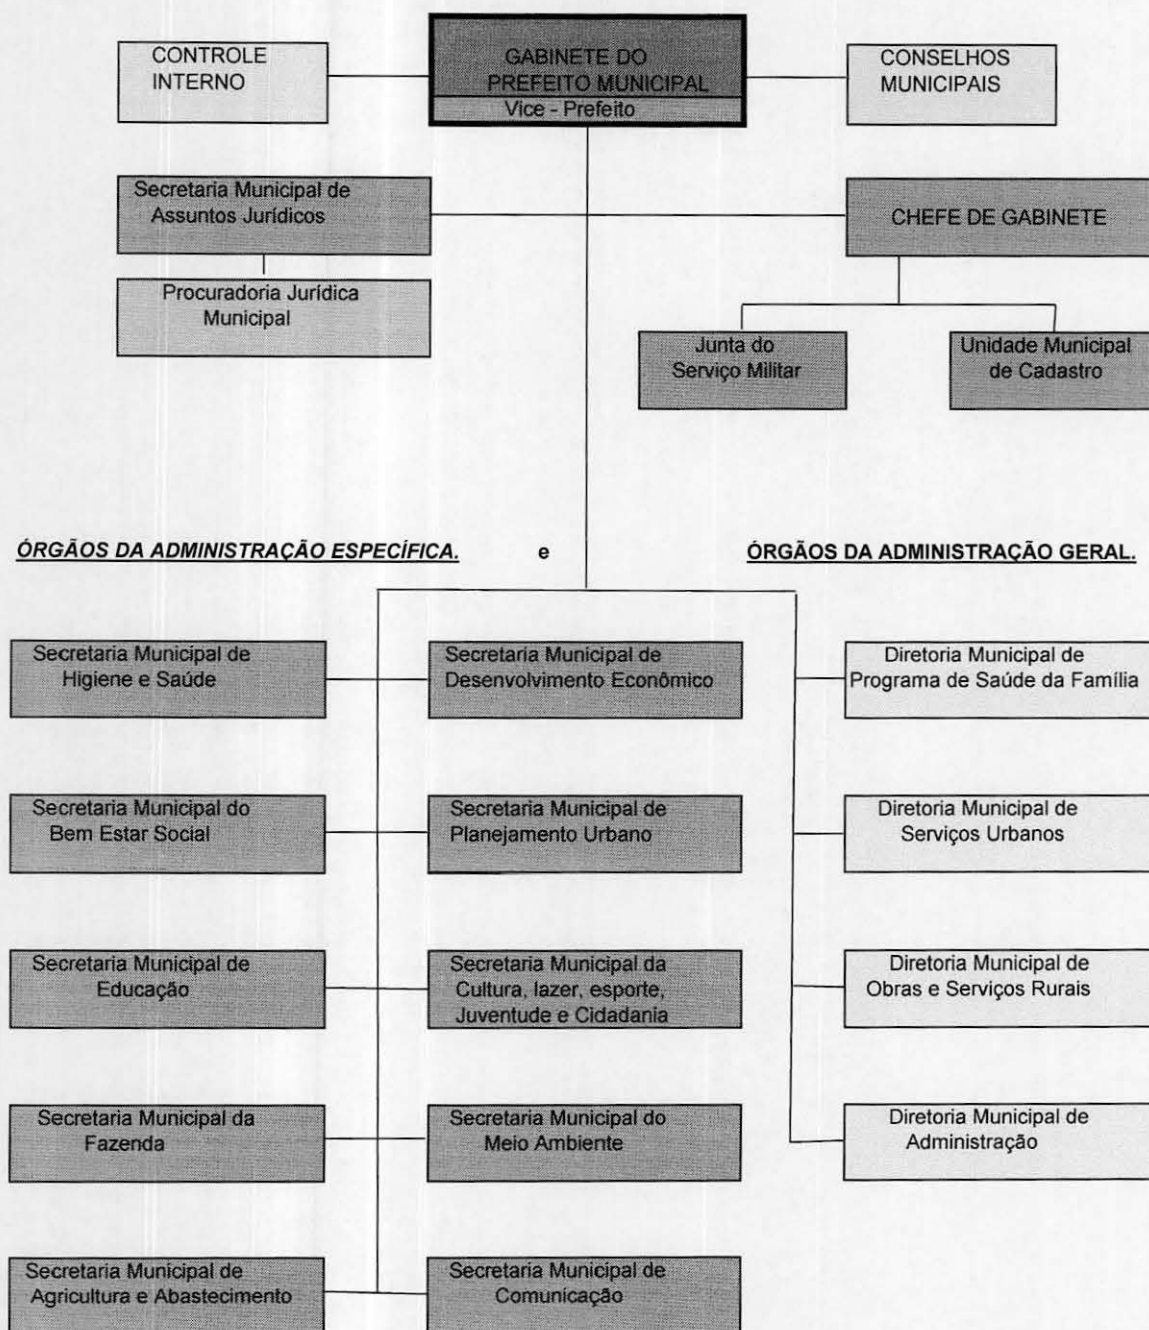 CONTROLE
INTERNO
GABINETE DO
PREFEITO MUNICIPAL
Vice - Prefeito
CONSELHOS
MUNICIPAIS
Secretaria Municipal de
Assuntos Jurídicos
CHEFE DE GABINETE
Procuradoria Jurídica
Municipal
Junta do
Serviço Militar
Unidade Municipal
de Cadastro
ÓRGÃOS DA ADMINISTRAÇÃO ESPECÍFICA. e ÓRGÃOS DA ADMINISTRAÇÃO GERAL.
Secretaria Municipal de
Higiene e Saúde
Secretaria Municipal de
Desenvolvimento Econômico
Diretoria Municipal de
Programa de Saúde da Família
Secretaria Municipal do
Bem Estar Social
Secretaria Municipal de
Planejamento Urbano
Diretoria Municipal de
Serviços Urbanos
Secretaria Municipal de
Educação
Secretaria Municipal da
Cultura, lazer, esporte,
Juventude e Cidadania
Diretoria Municipal de
Obras e Serviços Rurais
Secretaria Municipal da
Fazenda
Secretaria Municipal do
Meio Ambiente
Diretoria Municipal de
Administração
Secretaria Municipal de
Agricultura e Abastecimento
Secretaria Municipal de
Comunicação